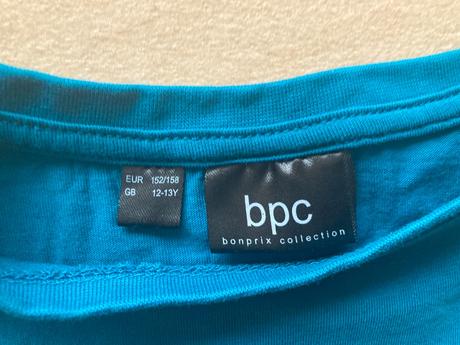 EUR 152/158
GB 12-13Y
bpc
bonprix collection